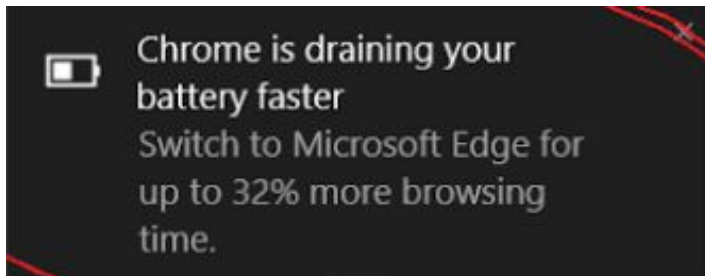 Chrome is draining your
battery faster
Switch to Microsoft Edge for
up to 32% more browsing
time.